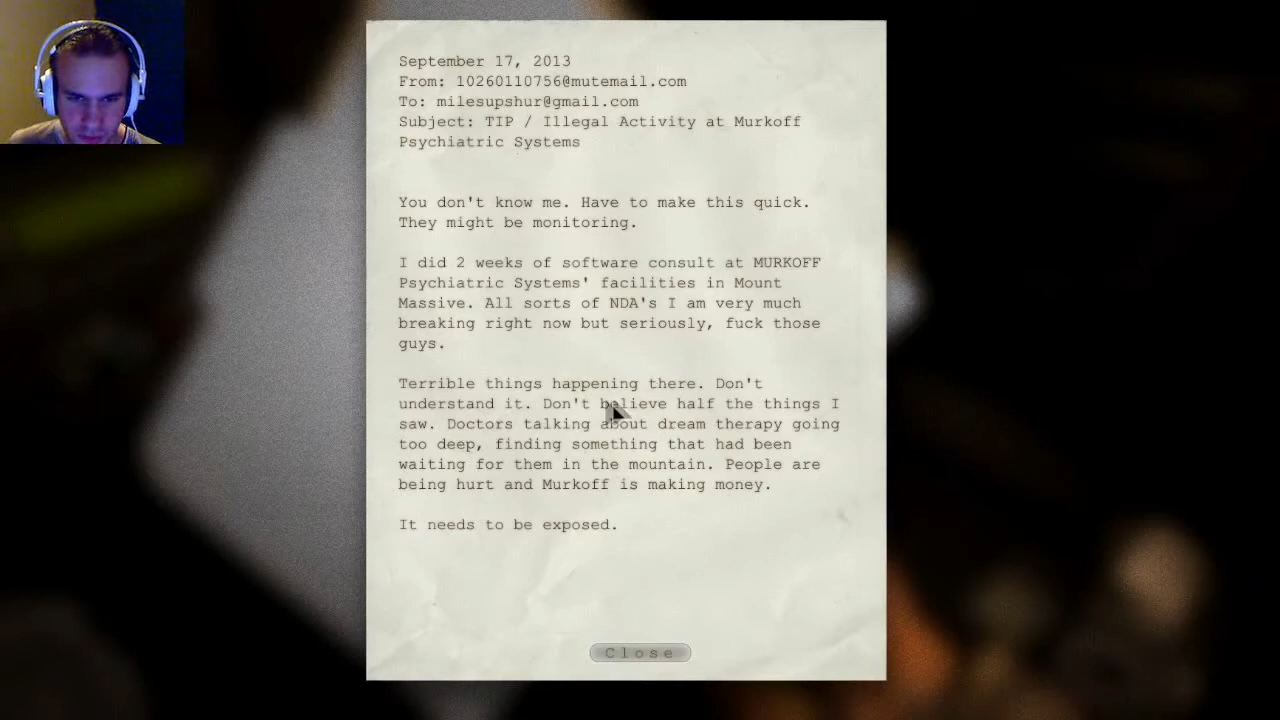 September 17, 2013
From: 10260110756@mutemail.com
To: milesupshur@gmail.com
Subject: TIP / Illegal Activity at Murkoff
Psychiatric Systems
You don't know me. Have to make this quick.
They might be monitoring.
I did 2 weeks of software consult at MURKOFF
Psychiatric Systems' facilities in Mount
Massive. All sorts of NDA's I am very much
breaking right now but seriously, fuck those
guys.
Terrible things happening there. Don't
understand it. Don't believe half the things I
saw. Doctors talking about dream therapy going
too deep, finding something that had been
waiting for them in the mountain. People are
being hurt and Murkoff is making money.
It needs to be exposed.
Close